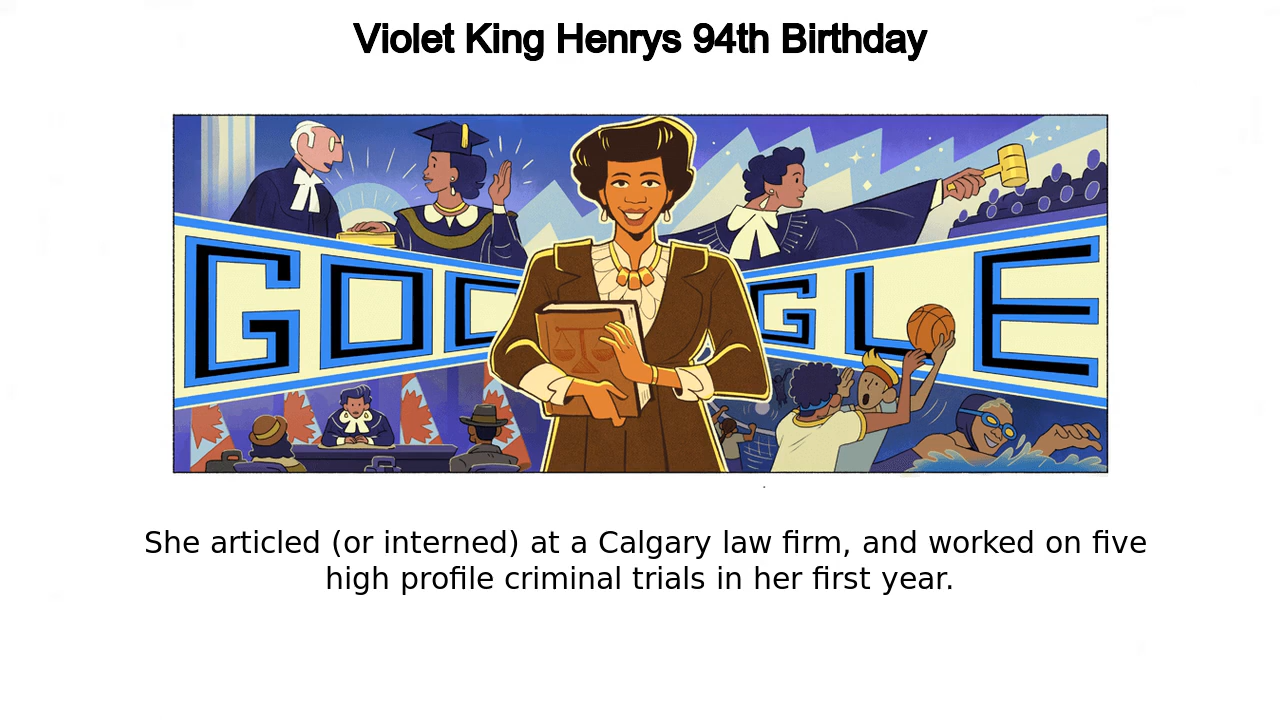 Violet King Henrys 94th Birthday
GOOGLE
She articled (or interned) at a Calgary law firm, and worked on five
high profile criminal trials in her first year.